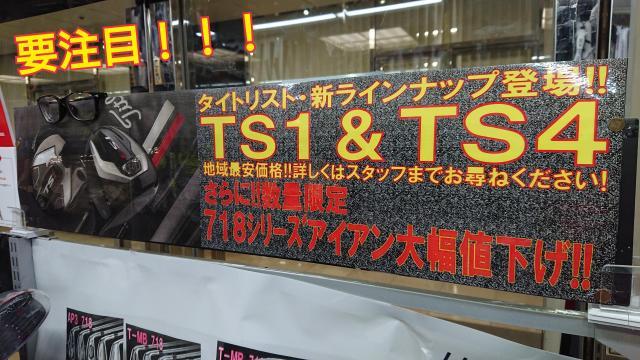 要注目！！！
タイトリスト・新ラインナップ登場!!
TS1 & TS4
地域最安価格!!詳しくはスタッフまでお尋ねください!
さらに!!数量限定
718シリーズアイアン大幅値下げ!!
AP3 718
T-MB 718